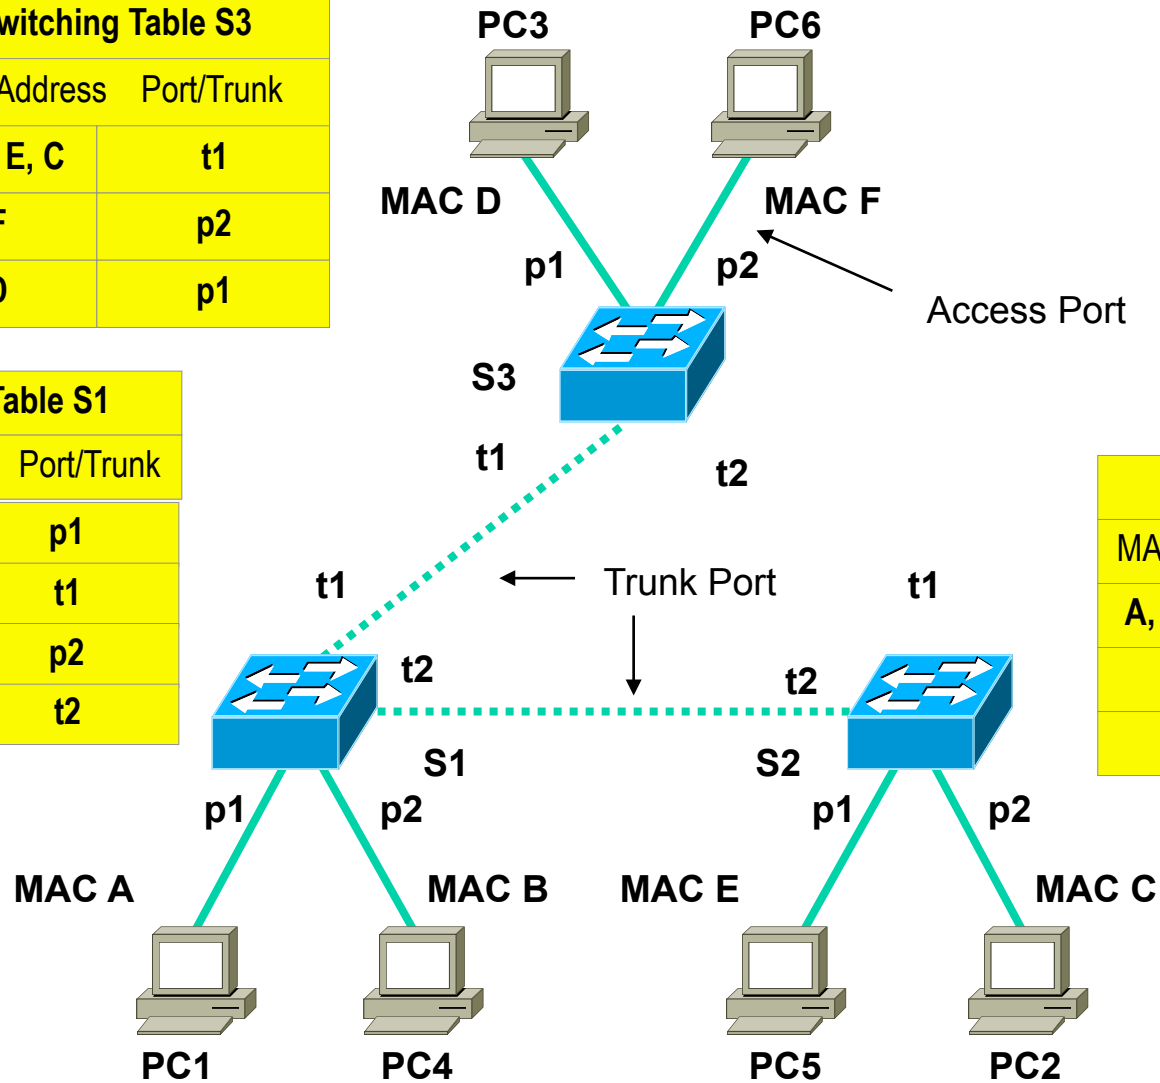 witching Table S3
Address Port/Trunk
E, C t1
F p2
D p1
PC3 PC6
MAC D MAC F
p1 p2
Access Port
S3
t1 t2
Table S1
Port/Trunk
p1
t1
p2
t2
MA
A,
Trunk Port
t1 t1
t2 t2
S1 S2
p1 p2 p1 p2
MAC A MAC B MAC E MAC C
PC1 PC4 PC5 PC2